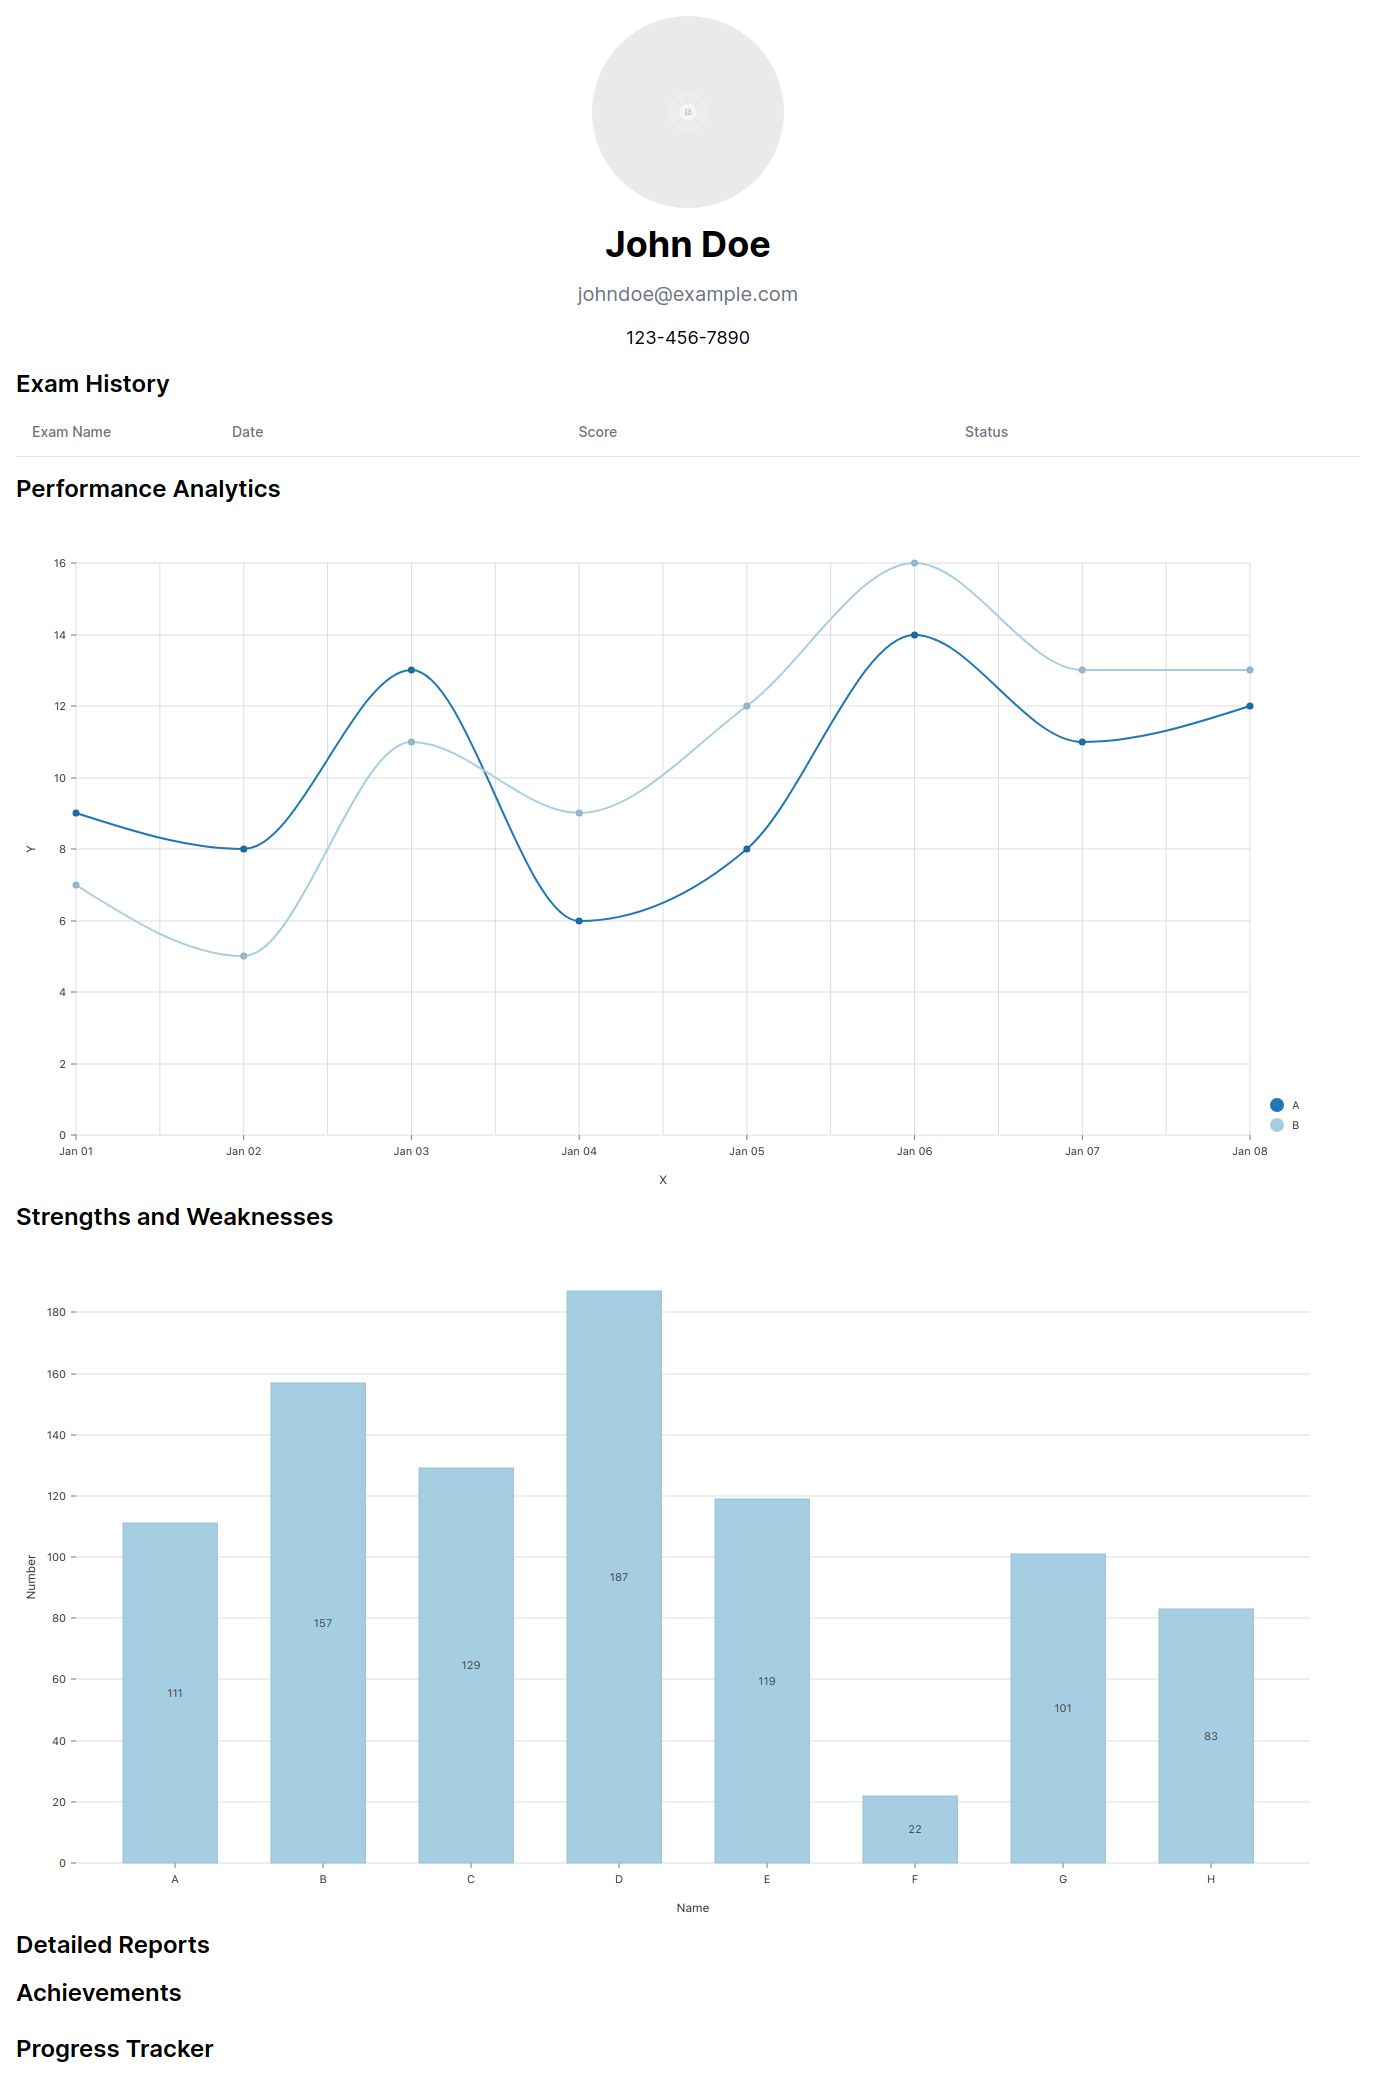 John Doe
johndoe@example.com
123-456-7890
Exam History
Exam Name Date Score Status
Performance Analytics
16
14
12
10
8
6
4
2
0
Y
Jan 01 Jan 02 Jan 03 Jan 04 Jan 05 Jan 06 Jan 07 Jan 08
X
A
B
Strengths and Weaknesses
180
160
140
120
100
80
60
40
20
0
Number
111 157 129 187 119 22 101 83
A B C D E F G H
Name
Detailed Reports
Achievements
Progress Tracker